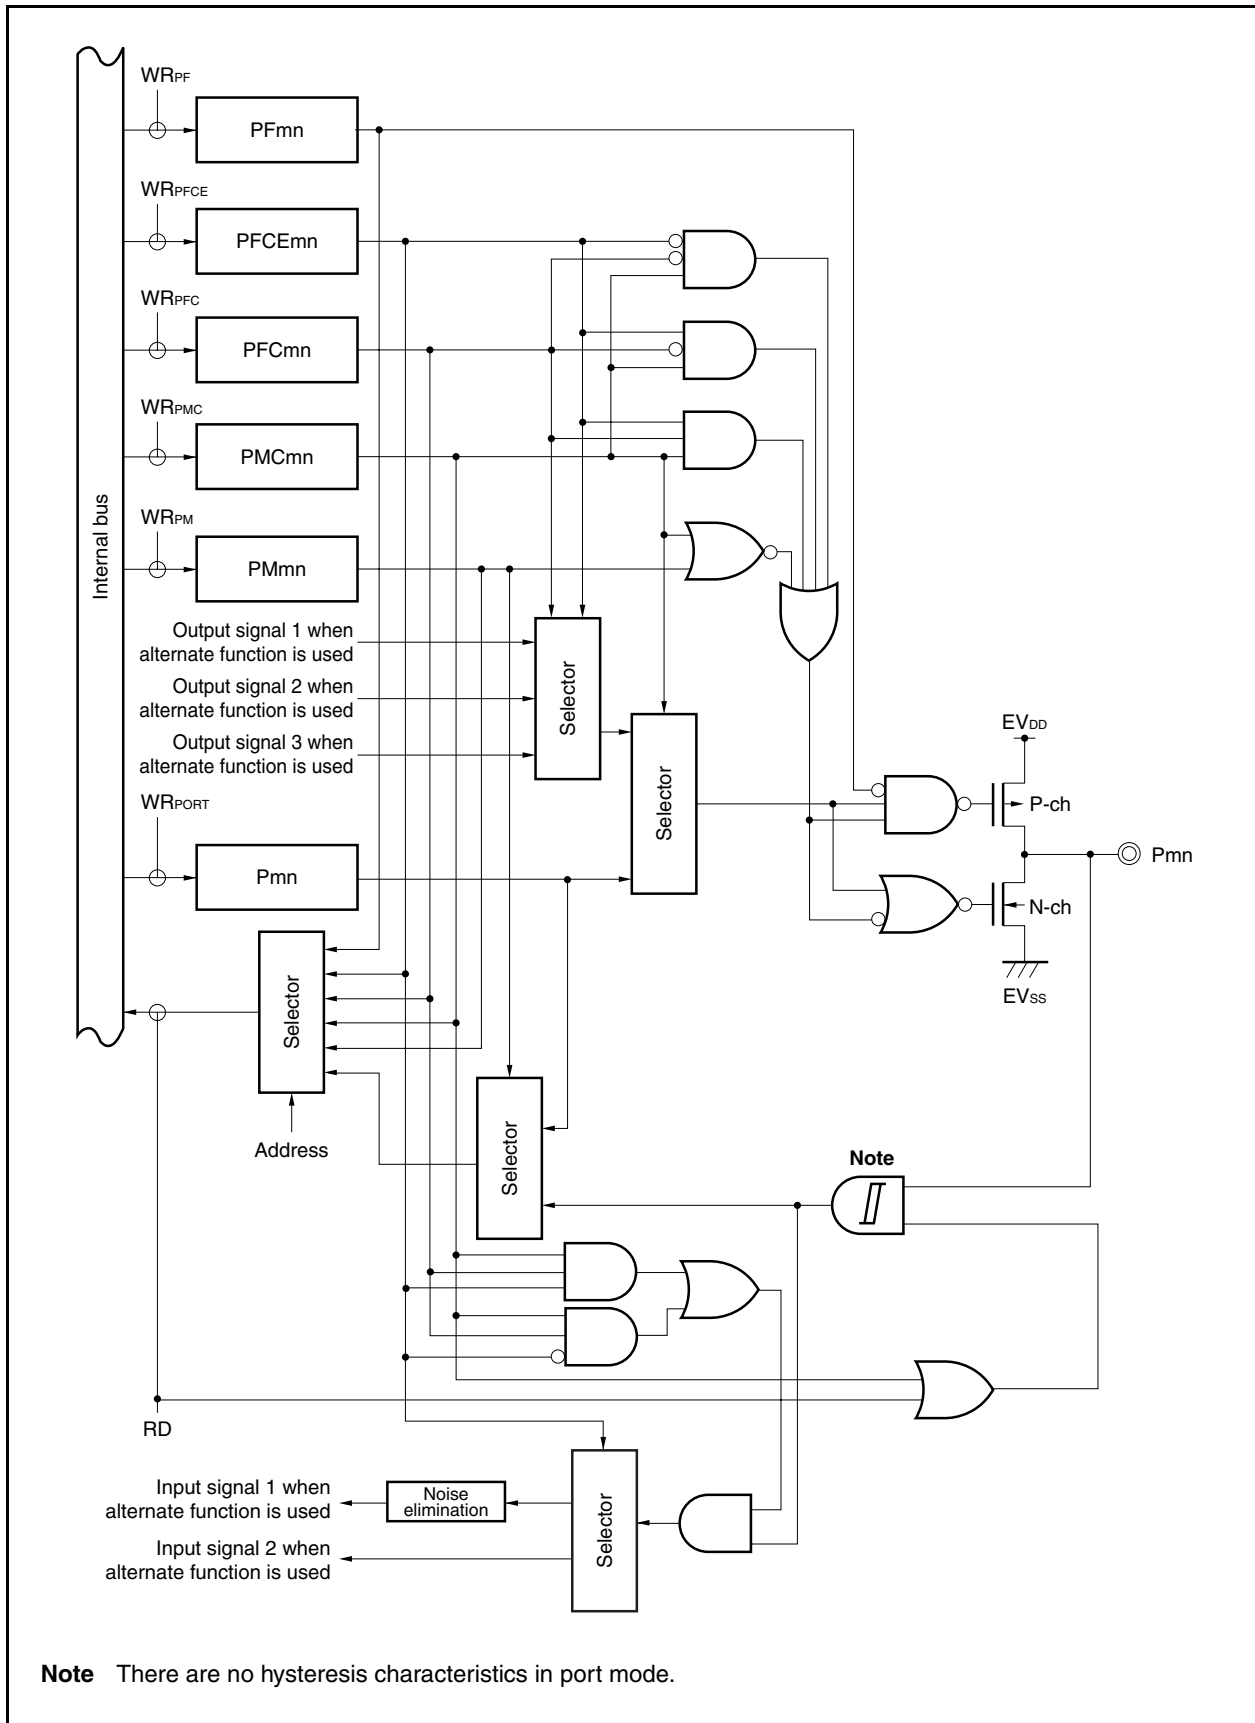 WRPF
PFmn
WRPFCE
PFCEmn
WRPFC
PFCmn
WRPMC
PMCmn
Internal bus
WRPM
PMmn
Output signal 1 when
alternate function is used
Output signal 2 when
alternate function is used
Output signal 3 when
alternate function is used
Selector
Selector
EVDD
P-ch
WRPORT
Pmn
Pmn
N-ch
EVSS
Selector
Address
Selector
Note
RD
Input signal 1 when
alternate function is used
Noise
elimination
Input signal 2 when
alternate function is used
Selector
Note There are no hysteresis characteristics in port mode.